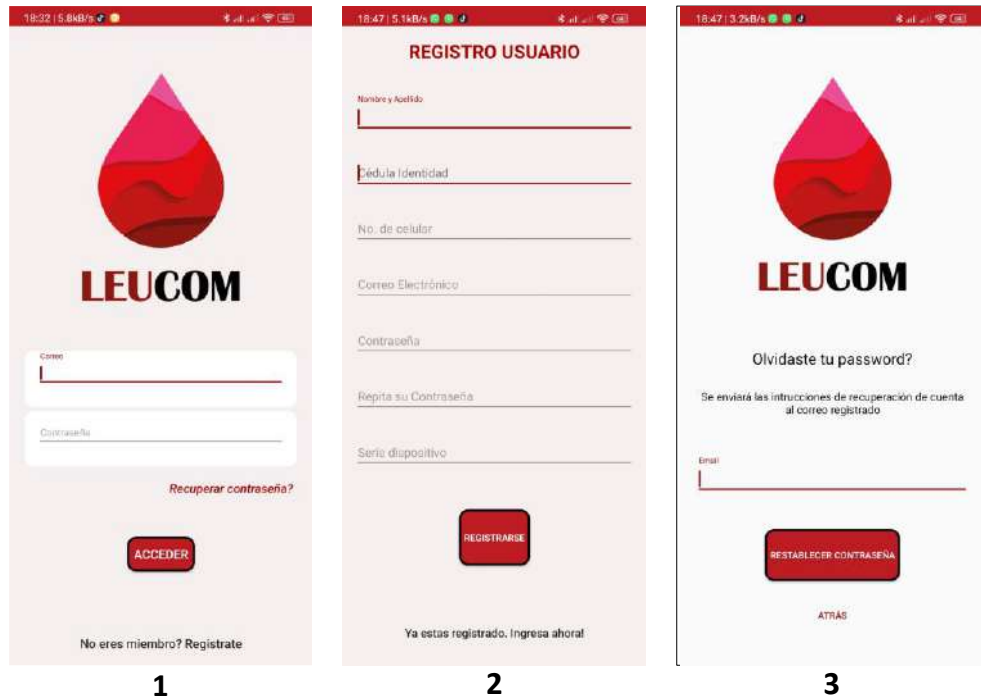 18:32 | 5.8kB/s
LEUCOM
Correo
Contraseña
Recuperar contraseña?
ACCEDER
No eres miembro? Registrate
1
18:47 | 5.1kB/s
REGISTRO USUARIO
Nombre y Apellido
Cédula Identidad
No. de celular
Correo Electrónico
Contraseña
Repita su Contraseña
Serie dispositivo
REGISTRARSE
Ya estas registrado. Ingresa ahora!
2
18:47 | 3.2kB/s
LEUCOM
Olvidaste tu password?
Se enviará las intrucciones de recuperación de cuenta
al correo registrado
Email
RESTABLECER CONTRASEÑA
ATRÁS
3